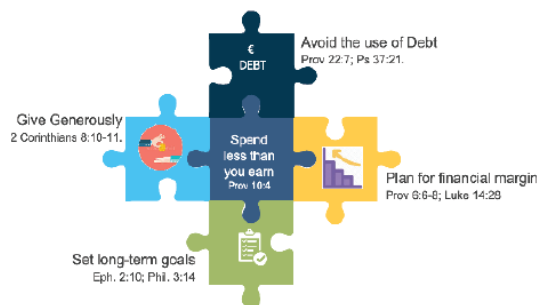 €
DEBT
Avoid the use of Debt
Prov 22:7; Ps 37:21.
Give Generously
2 Corinthians 8:10-11.
Spend
less than
you earn
Prov 10:4
Plan for financial margin
Prov 6:6-8; Luke 14:28
Set long-term goals
Eph. 2:10; Phil. 3:14